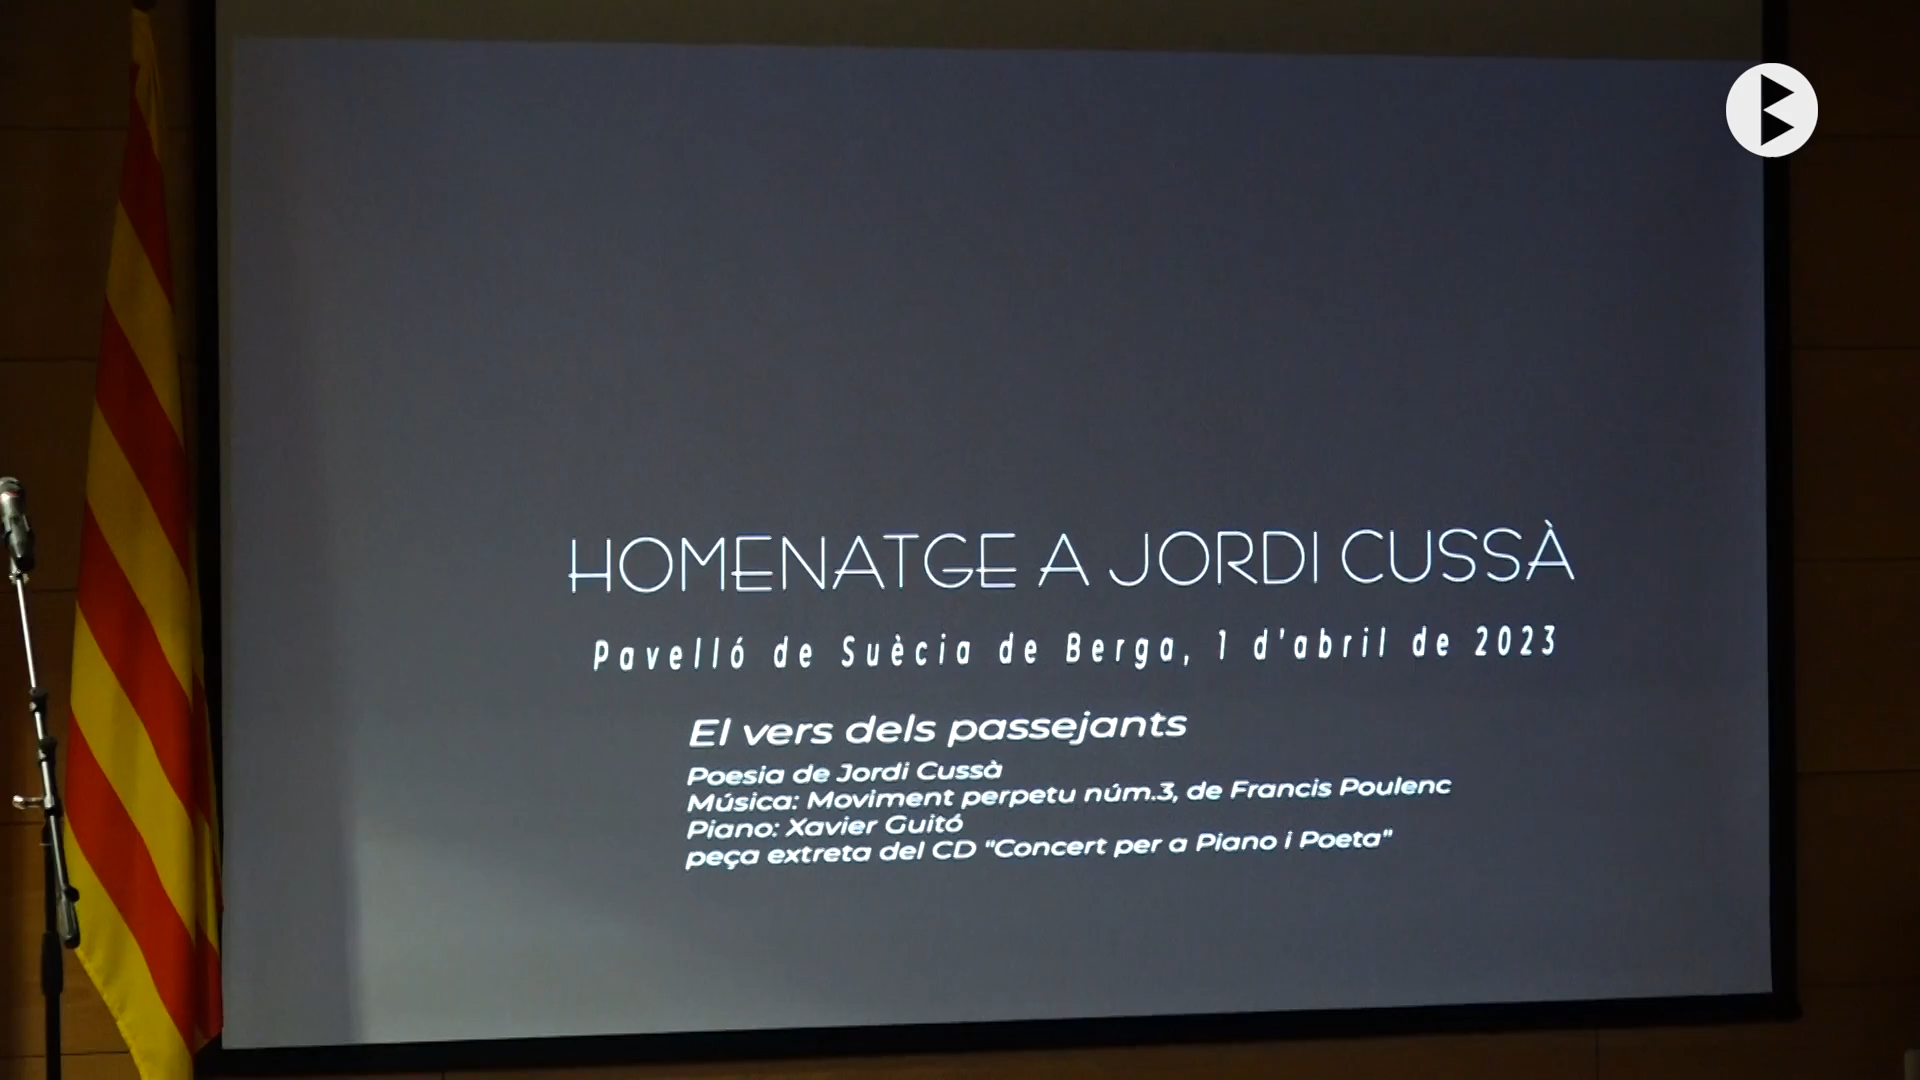 HOMENATGE A JORDI CUSSÀ
Pavelló de Suècia de Berga, 1 d'abril de 2023
El vers dels passejants
Poesia de Jordi Cussà
Música: Moviment perpetu núm.3, de Francis Poulenc
Piano: Xavier Guitó
peça extreta del CD "Concert per a Piano i Poeta"